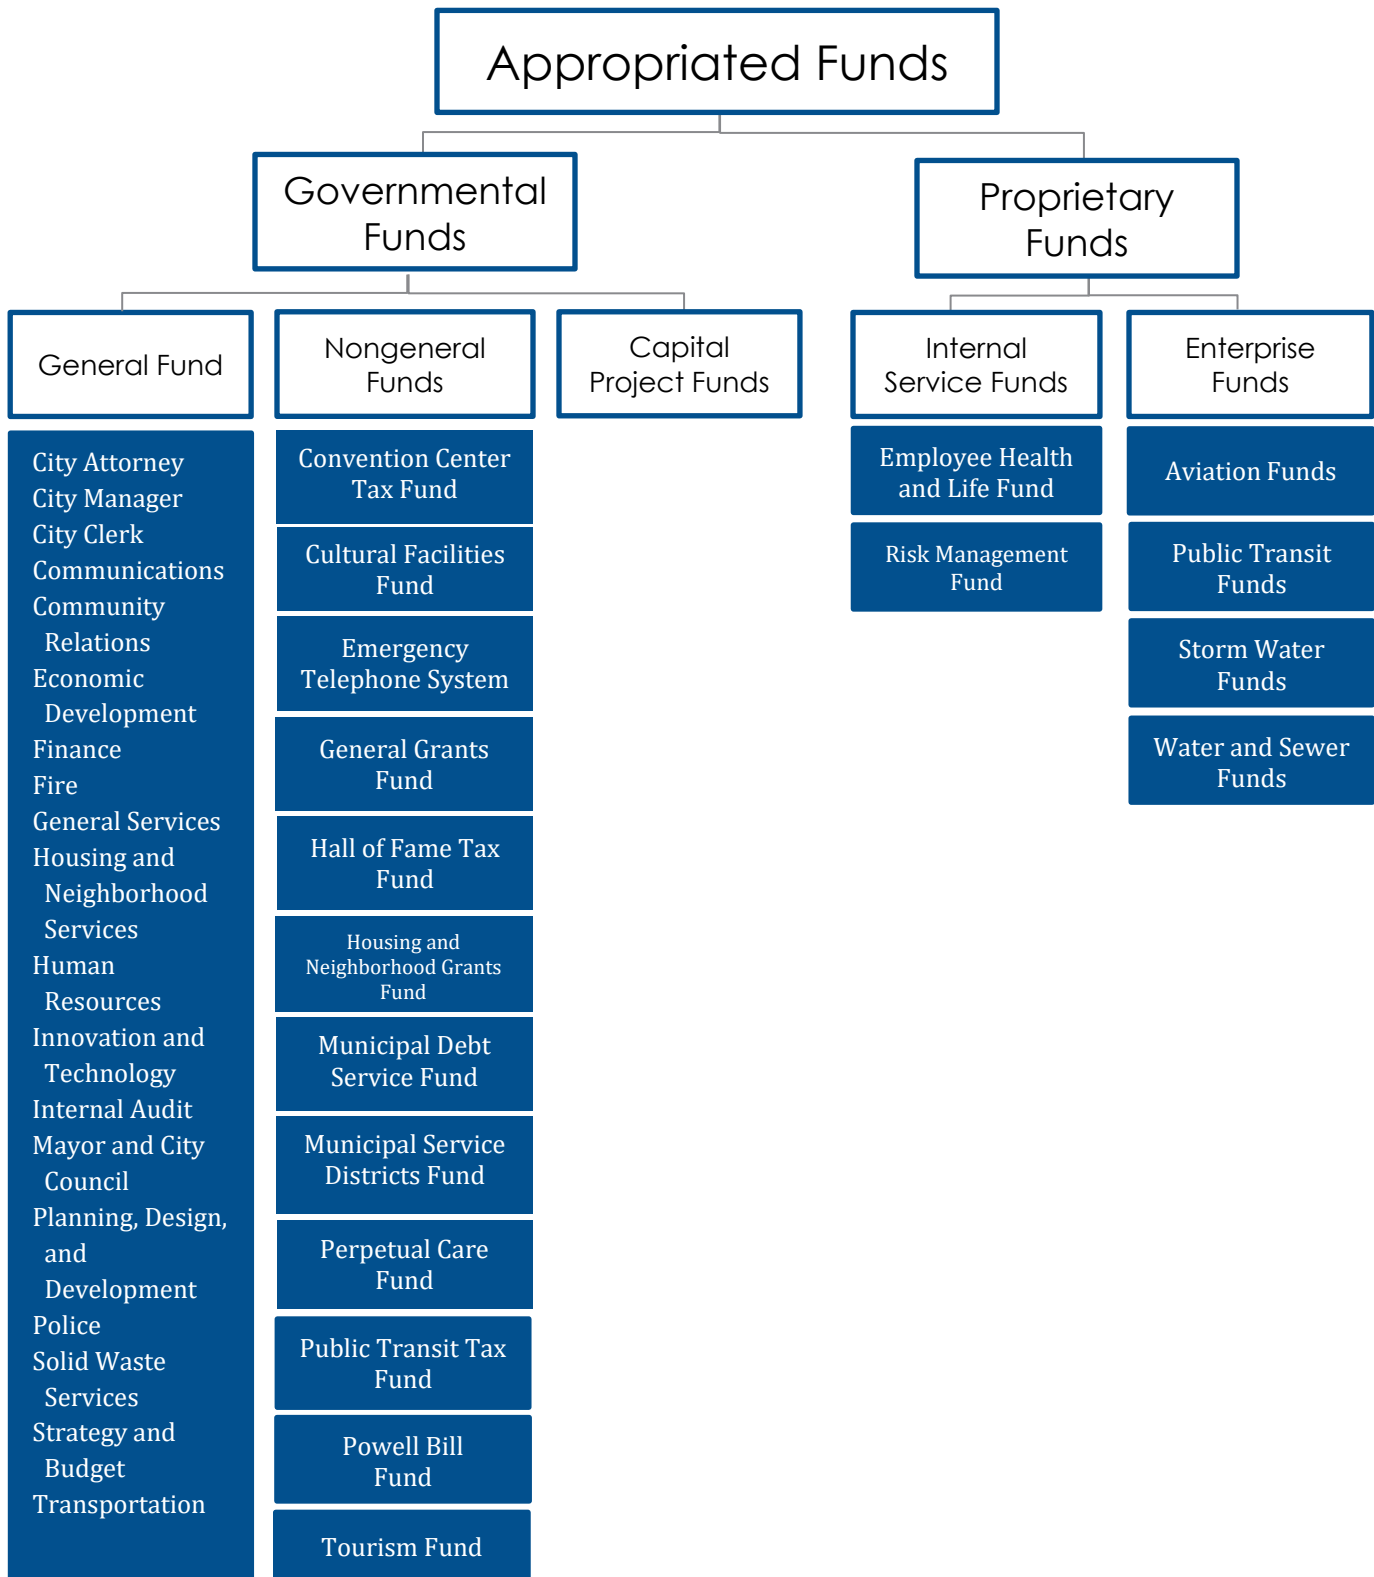 Appropriated Funds
Governmental
Funds
Proprietary
Funds
General Fund
Nongeneral
Funds
Capital
Project Funds
Internal
Service Funds
Enterprise
Funds
City Attorney
City Manager
City Clerk
Communications
Community
Relations
Economic
Development
Finance
Fire
General Services
Housing and
Neighborhood
Services
Human
Resources
Innovation and
Technology
Internal Audit
Mayor and City
Council
Planning, Design,
and
Development
Police
Solid Waste
Services
Strategy and
Budget
Transportation
Convention Center
Tax Fund
Cultural Facilities
Fund
Emergency
Telephone System
General Grants
Fund
Hall of Fame Tax
Fund
Housing and
Neighborhood Grants
Fund
Municipal Debt
Service Fund
Municipal Service
Districts Fund
Perpetual Care
Fund
Public Transit Tax
Fund
Powell Bill
Fund
Tourism Fund
Employee Health
and Life Fund
Risk Management
Fund
Aviation Funds
Public Transit
Funds
Storm Water
Funds
Water and Sewer
Funds